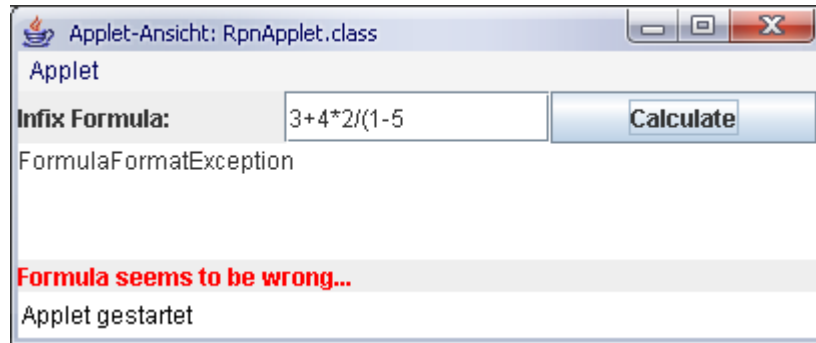 Applet-Ansicht: RpnApplet.class
Applet
Infix Formula: 3+4*2/(1-5 Calculate
FormulaFormatException
Formula seems to be wrong...
Applet gestartet